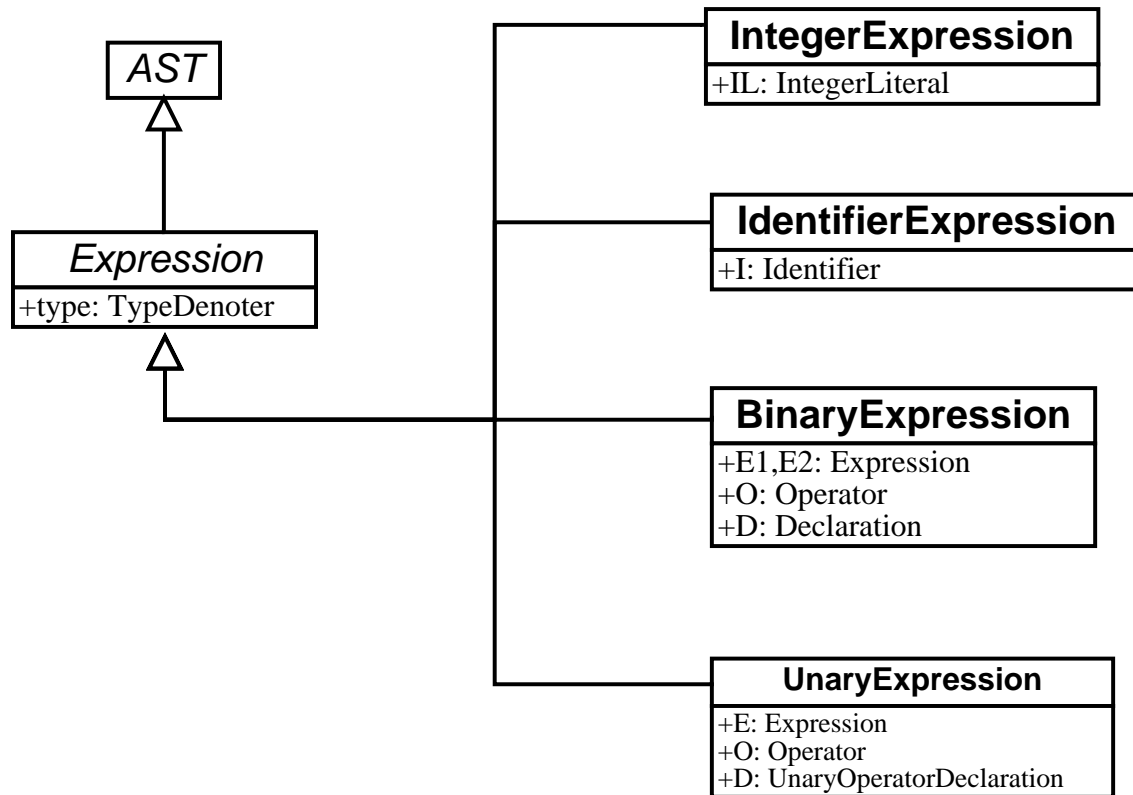 AST
Expression
+type: TypeDenoter
IntegerExpression
+IL: IntegerLiteral
IdentifierExpression
+I: Identifier
BinaryExpression
+E1,E2: Expression
+O: Operator
+D: Declaration
UnaryExpression
+E: Expression
+O: Operator
+D: UnaryOperatorDeclaration